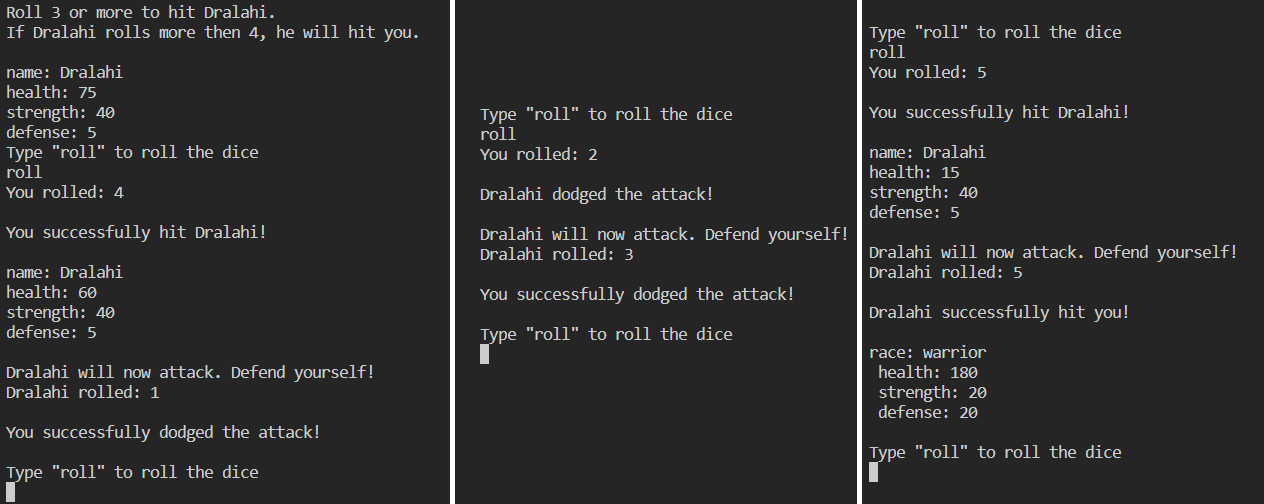 Roll 3 or more to hit Dralahi.
If Dralahi rolls more then 4, he will hit you.
name: Dralahi
health: 75
strength: 40
defense: 5
Type "roll" to roll the dice
roll
You rolled: 4
You successfully hit Dralahi!
name: Dralahi
health: 60
strength: 40
defense: 5
Dralahi will now attack. Defend yourself!
Dralahi rolled: 1
You successfully dodged the attack!
Type "roll" to roll the dice
Type "roll" to roll the dice
roll
You rolled: 2
Dralahi dodged the attack!
Dralahi will now attack. Defend yourself!
Dralahi rolled: 3
You successfully dodged the attack!
Type "roll" to roll the dice
Type "roll" to roll the dice
roll
You rolled: 5
You successfully hit Dralahi!
name: Dralahi
health: 15
strength: 40
defense: 5
Dralahi will now attack. Defend yourself!
Dralahi rolled: 5
Dralahi successfully hit you!
race: warrior
health: 180
strength: 20
defense: 20
Type "roll" to roll the dice